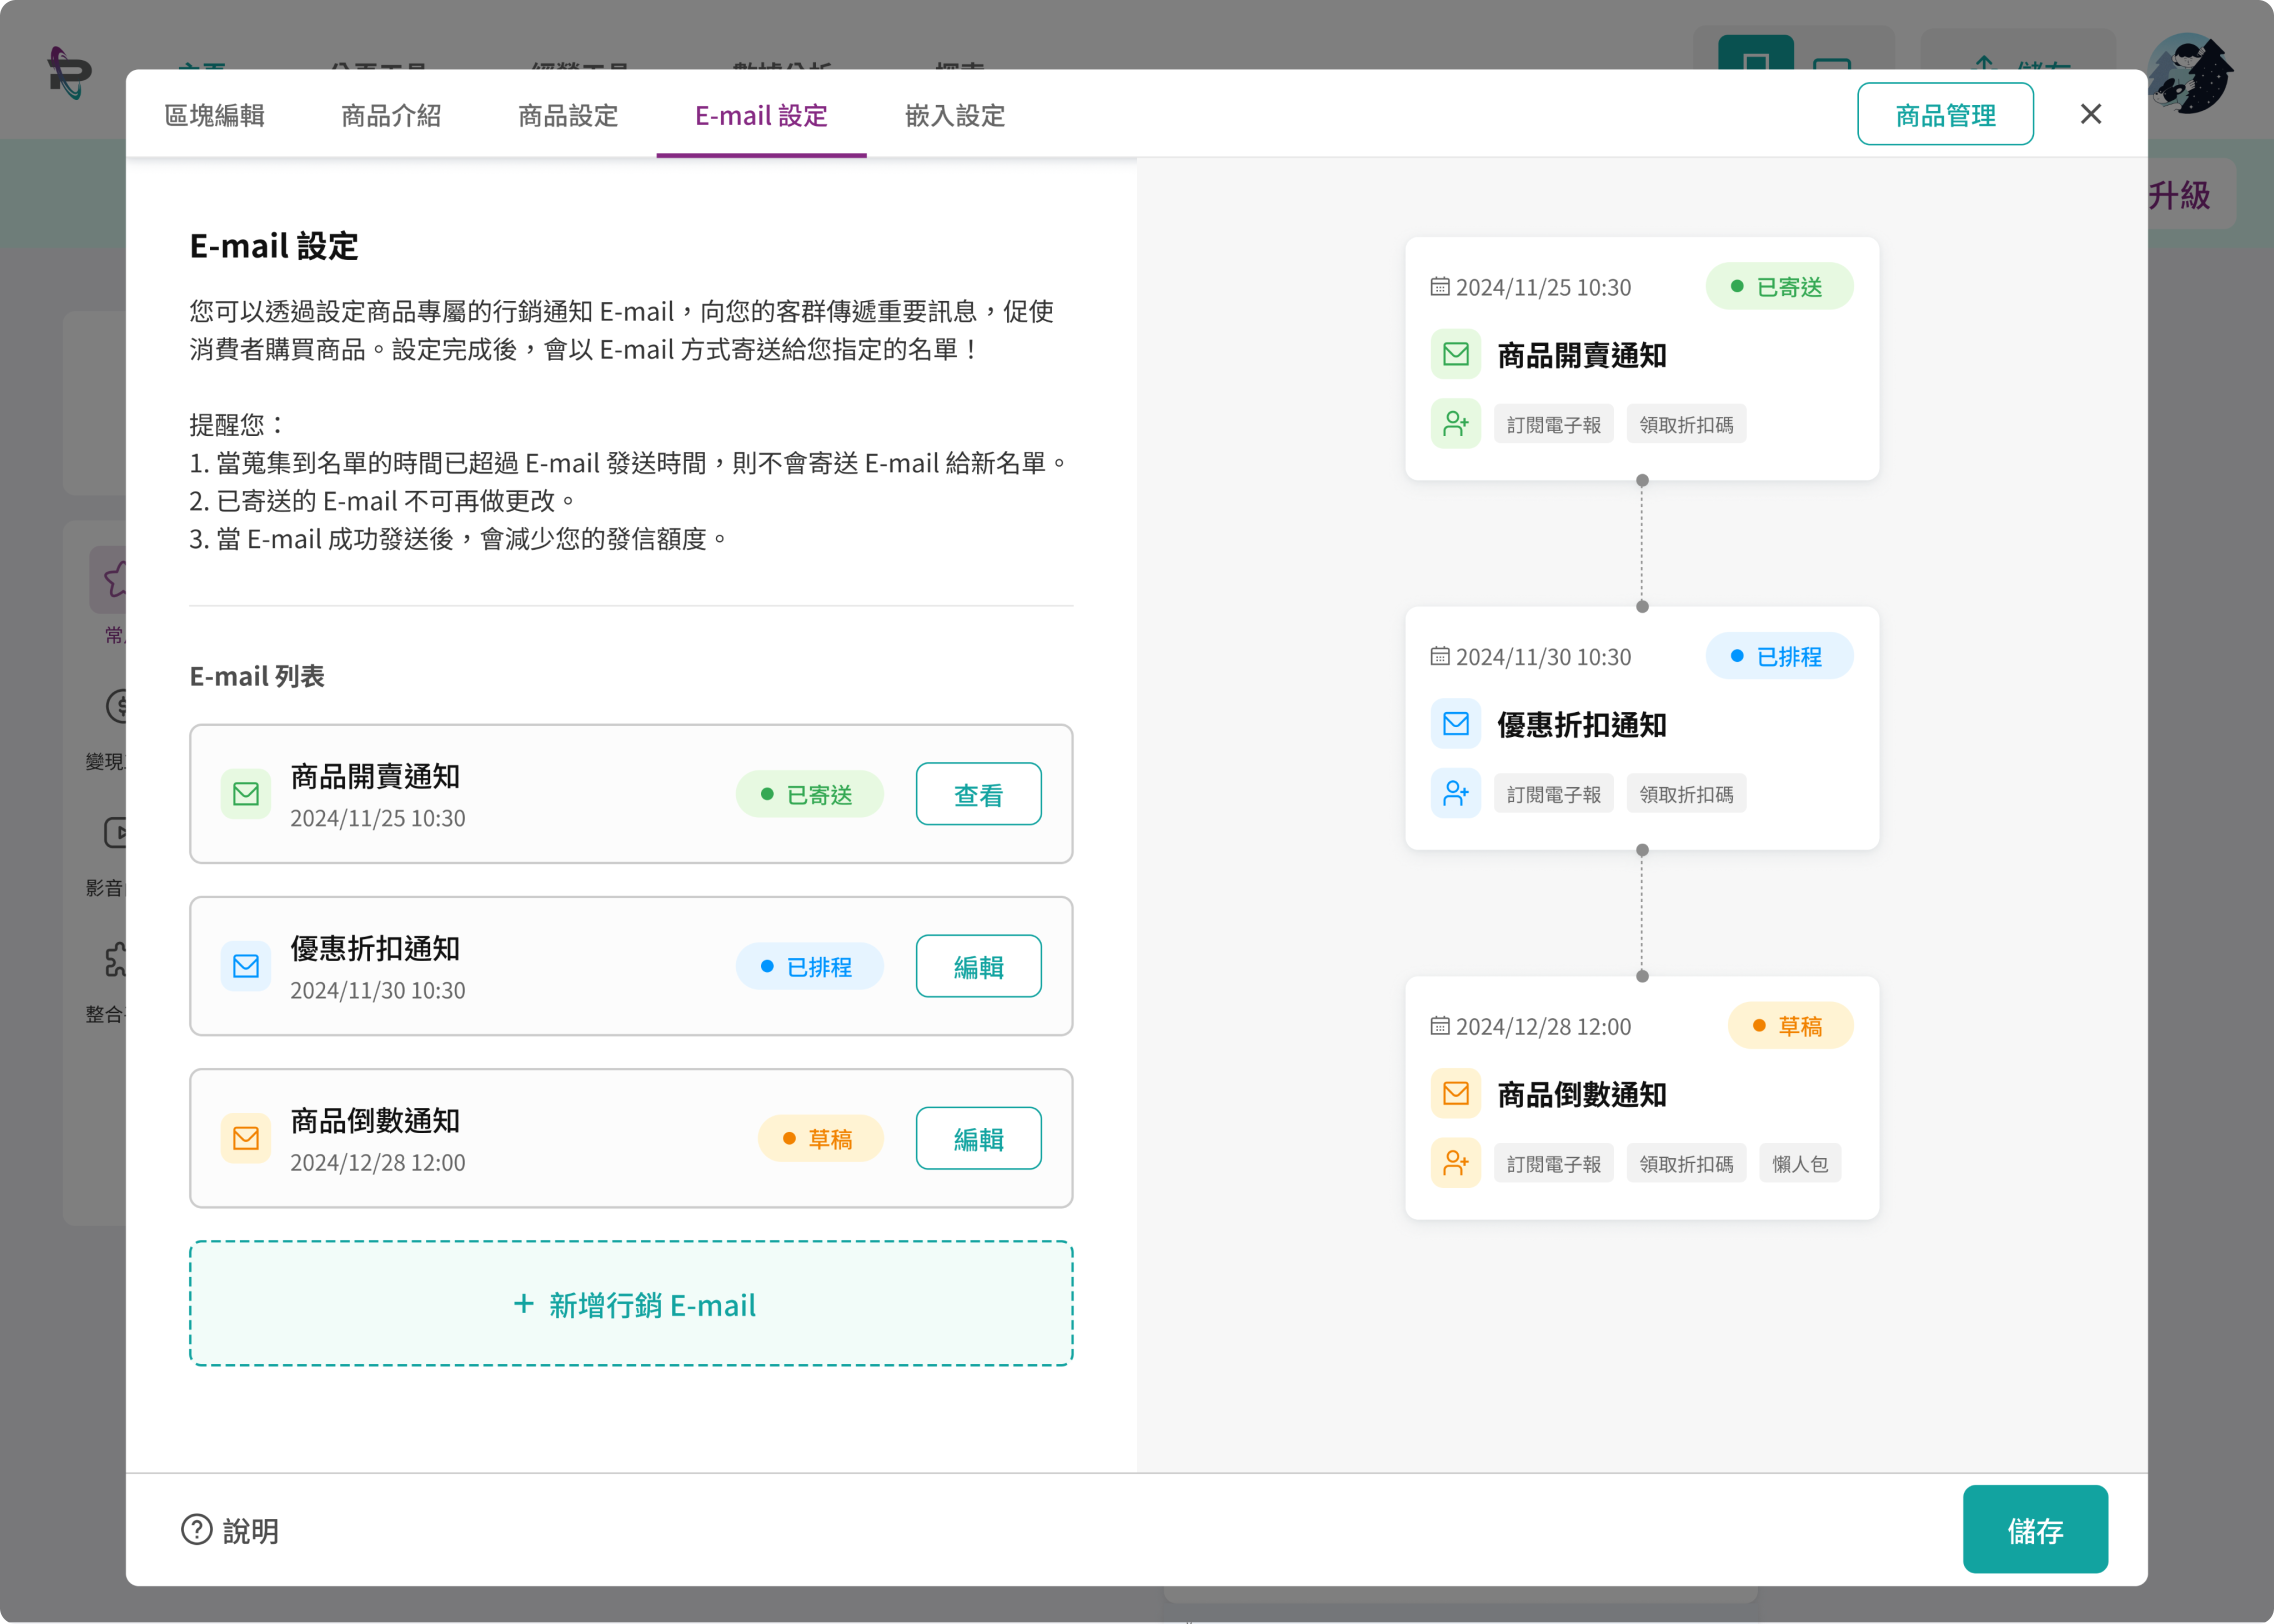 區塊編輯
商品介紹
商品設定
E-mail 設定
嵌入設定
商品管理
升級
E-mail 設定
您可以透過設定商品專屬的行銷通知 E-mail，向您的客群傳遞重要訊息，促使
消費者購買商品。設定完成後，會以 E-mail 方式寄送給您指定的名單！
提醒您：
1. 當蒐集到名單的時間已超過 E-mail 發送時間，則不會寄送 E-mail 給新名單。
2. 已寄送的 E-mail 不可再做更改。
3. 當 E-mail 成功發送後，會減少您的發信額度。
E-mail 列表
商品開賣通知
2024/11/25 10:30
已寄送
查看
優惠折扣通知
2024/11/30 10:30
已排程
編輯
商品倒數通知
2024/12/28 12:00
草稿
編輯
+ 新增行銷 E-mail
2024/11/25 10:30
已寄送
商品開賣通知
訂閱電子報
領取折扣碼
2024/11/30 10:30
已排程
優惠折扣通知
訂閱電子報
領取折扣碼
2024/12/28 12:00
草稿
商品倒數通知
訂閱電子報
領取折扣碼
懶人包
常
變現
影音
整合
說明
儲存